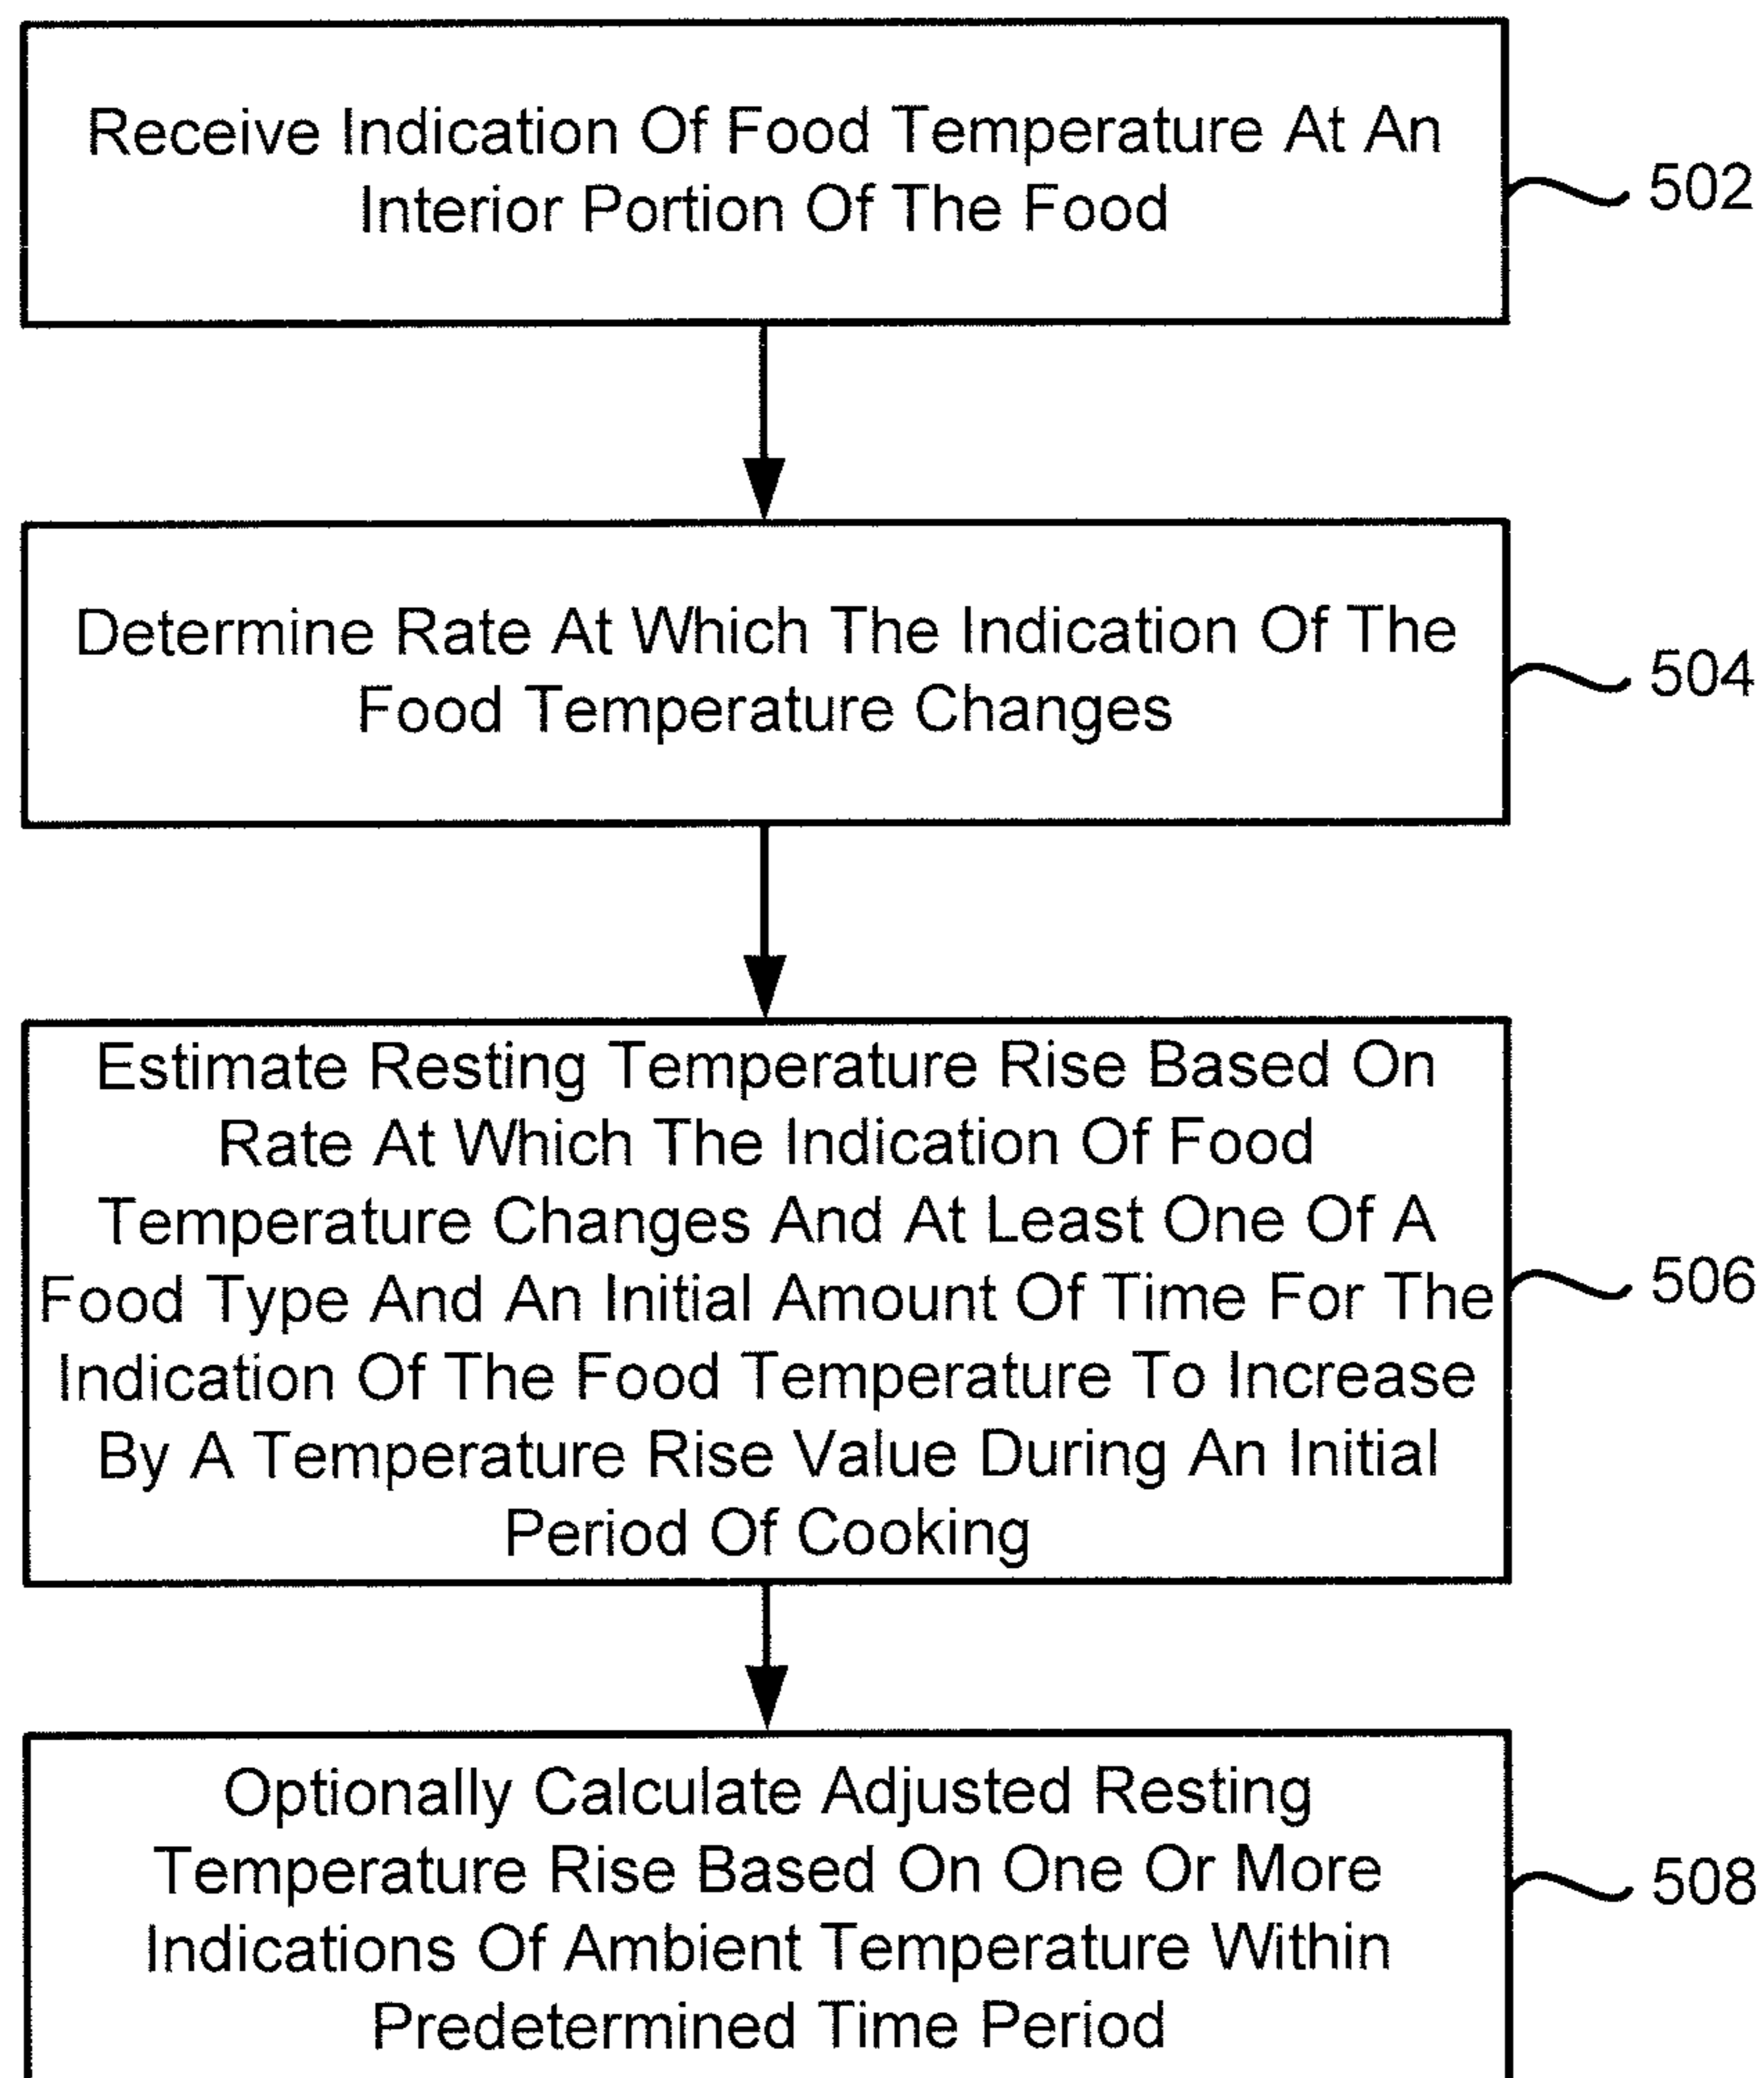 Receive Indication Of Food Temperature At An
Interior Portion Of The Food
502
Determine Rate At Which The Indication Of The
Food Temperature Changes
504
Estimate Resting Temperature Rise Based On
Rate At Which The Indication Of Food
Temperature Changes And At Least One Of A
Food Type And An Initial Amount Of Time For The
Indication Of The Food Temperature To Increase
By A Temperature Rise Value During An Initial
Period Of Cooking
506
Optionally Calculate Adjusted Resting
Temperature Rise Based On One Or More
Indications Of Ambient Temperature Within
Predetermined Time Period
508